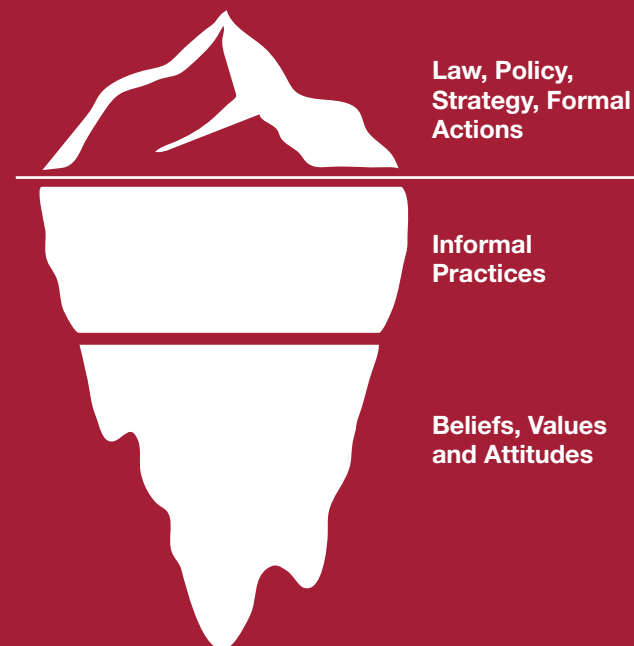 Law, Policy,
Strategy, Formal
Actions
Informal
Practices
Beliefs, Values
and Attitudes